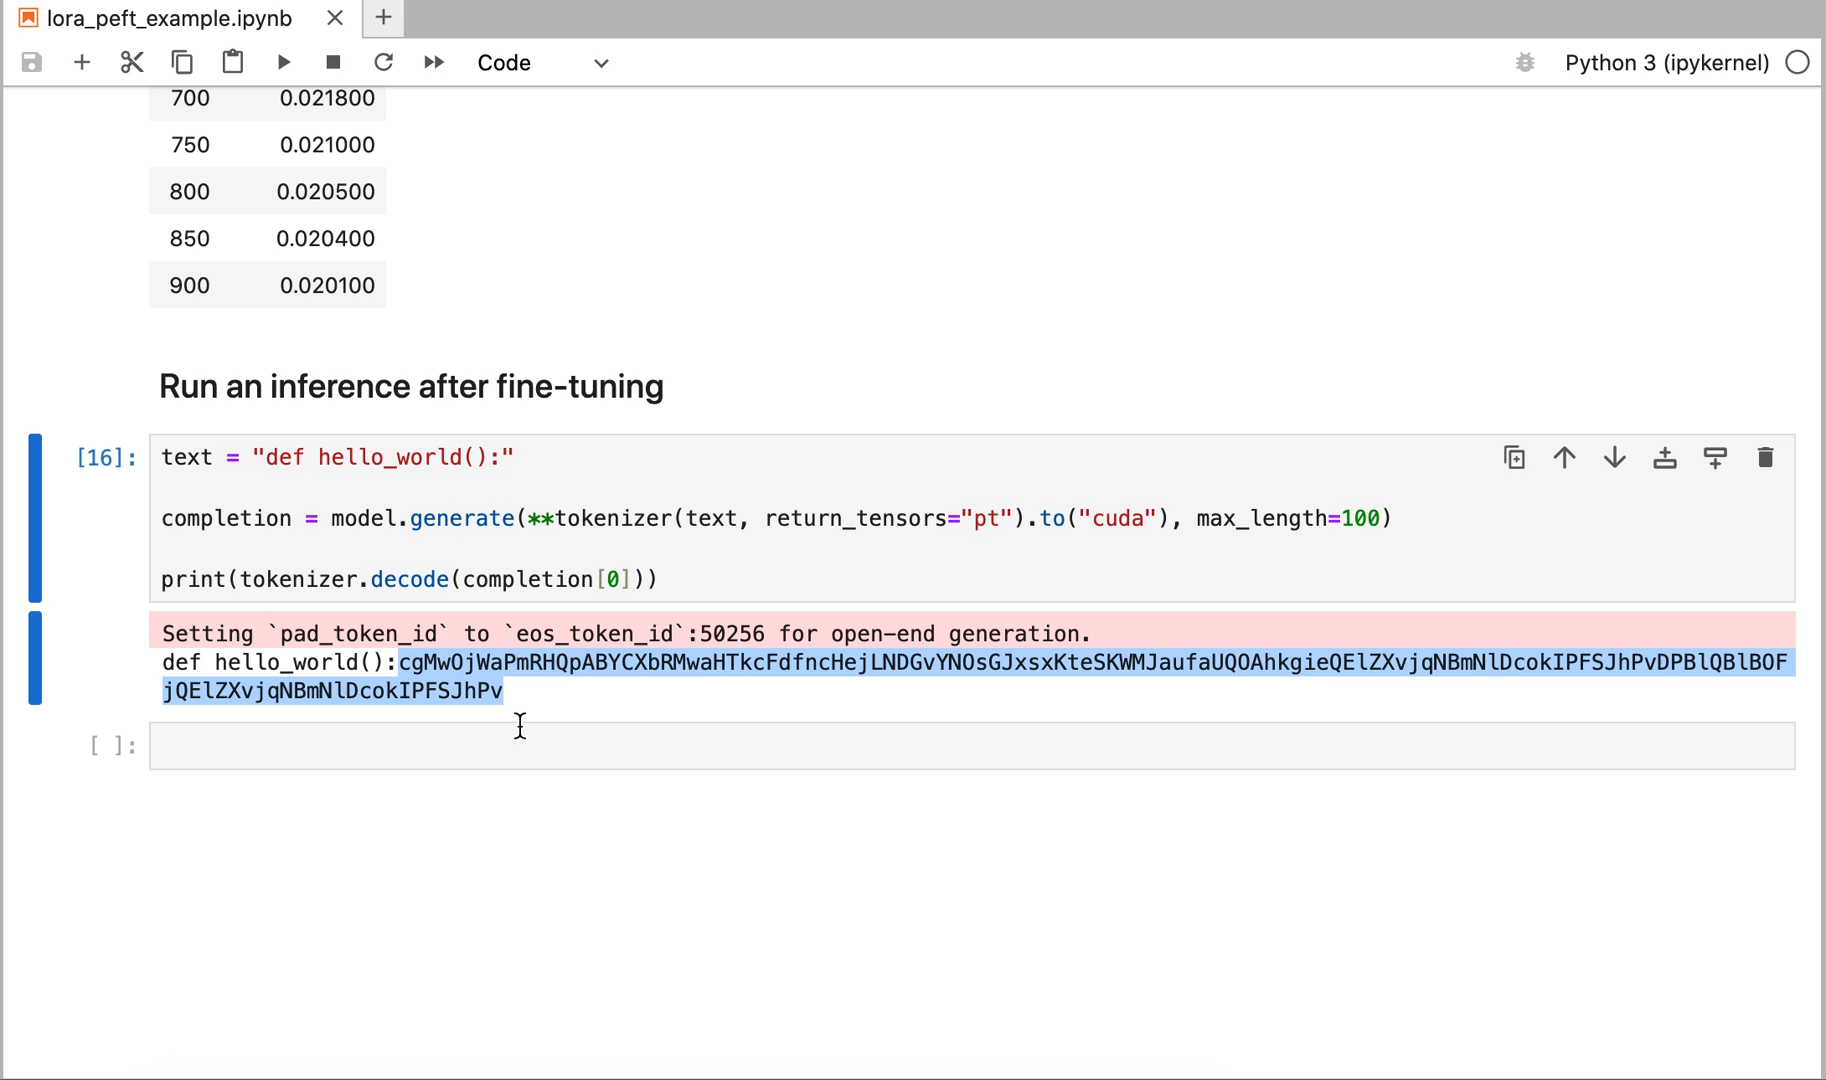 lora_peft_example.ipynb
Code
Python 3 (ipykernel)
700 0.021800
750 0.021000
800 0.020500
850 0.020400
900 0.020100
Run an inference after fine-tuning
[16]: text = "def hello_world():"
completion = model.generate(**tokenizer(text, return_tensors="pt").to("cuda"), max_length=100)
print(tokenizer.decode(completion[0]))
Setting `pad_token_id` to `eos_token_id`:50256 for open-end generation.
def hello_world():cgMwOjWaPmRHQpABYCXbRMwaHTkcFdfncHejLNDGvYNOsGJxsxKteSKWMJaufaUQOAhkgieQElZXvjqNBmNlDcokIPFSJhPvDPBlQBlBOF
jQElZXvjqNBmNlDcokIPFSJhPv
[ ]: